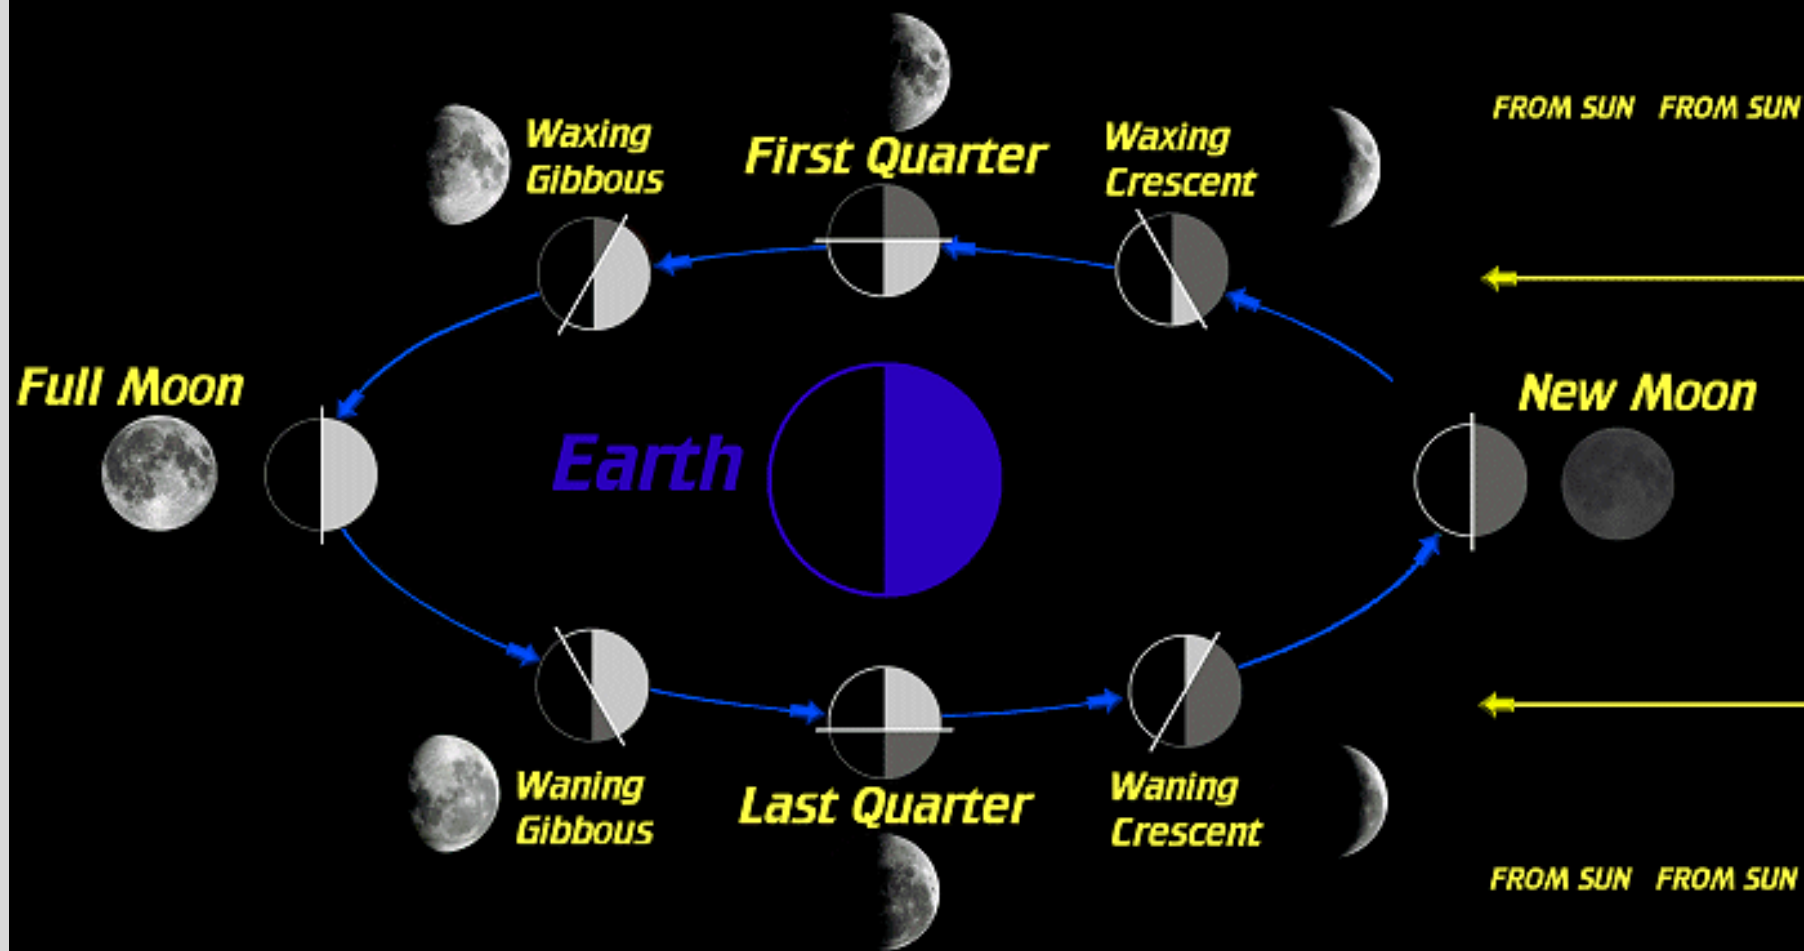 FROM SUN FROM SUN
Waxing
Gibbous
First Quarter
Waxing
Crescent
Full Moon
New Moon
Earth
Waning
Gibbous
Last Quarter
Waning
Crescent
FROM SUN FROM SUN